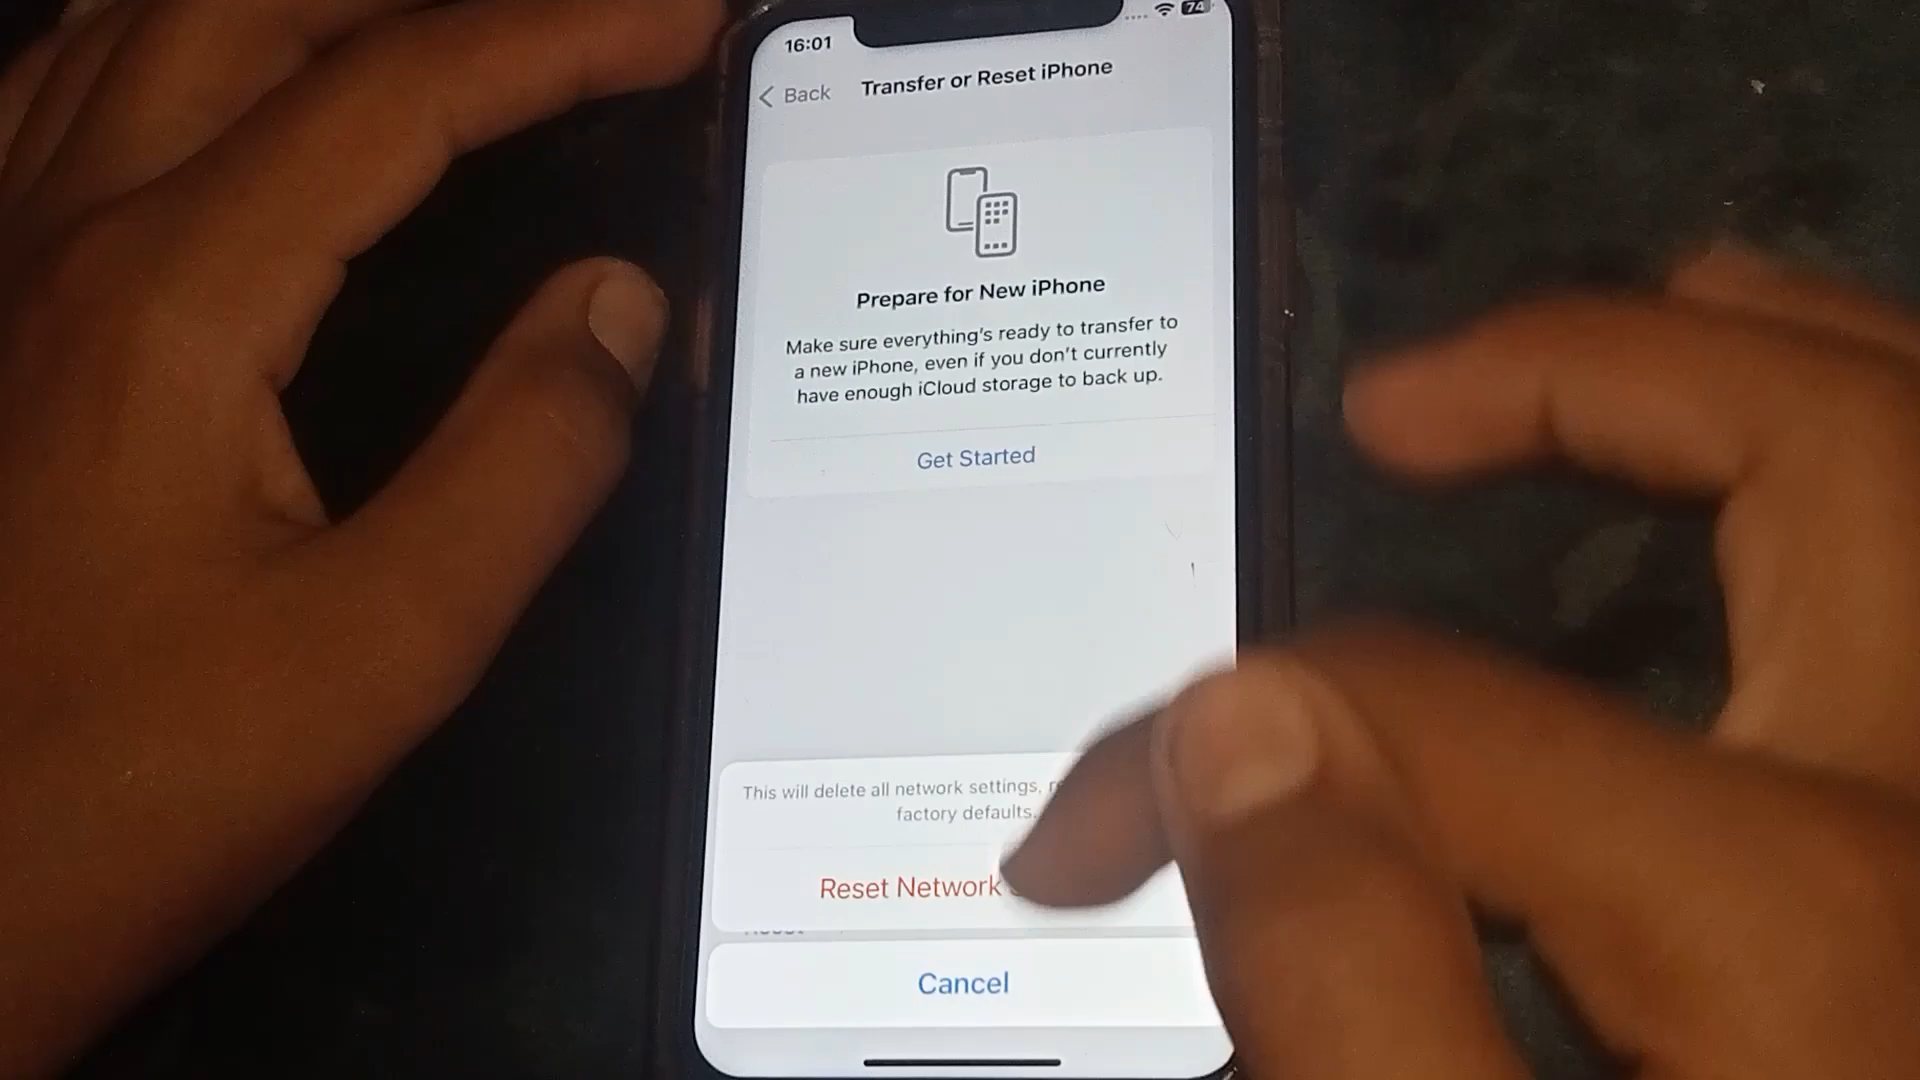 16:01
74
Back
Transfer or Reset iPhone
Prepare for New iPhone
Make sure everything's ready to transfer to
a new iPhone, even if you don't currently
have enough iCloud storage to back up.
Get Started
This will delete all network settings,
factory defaults.
Reset Network
Cancel